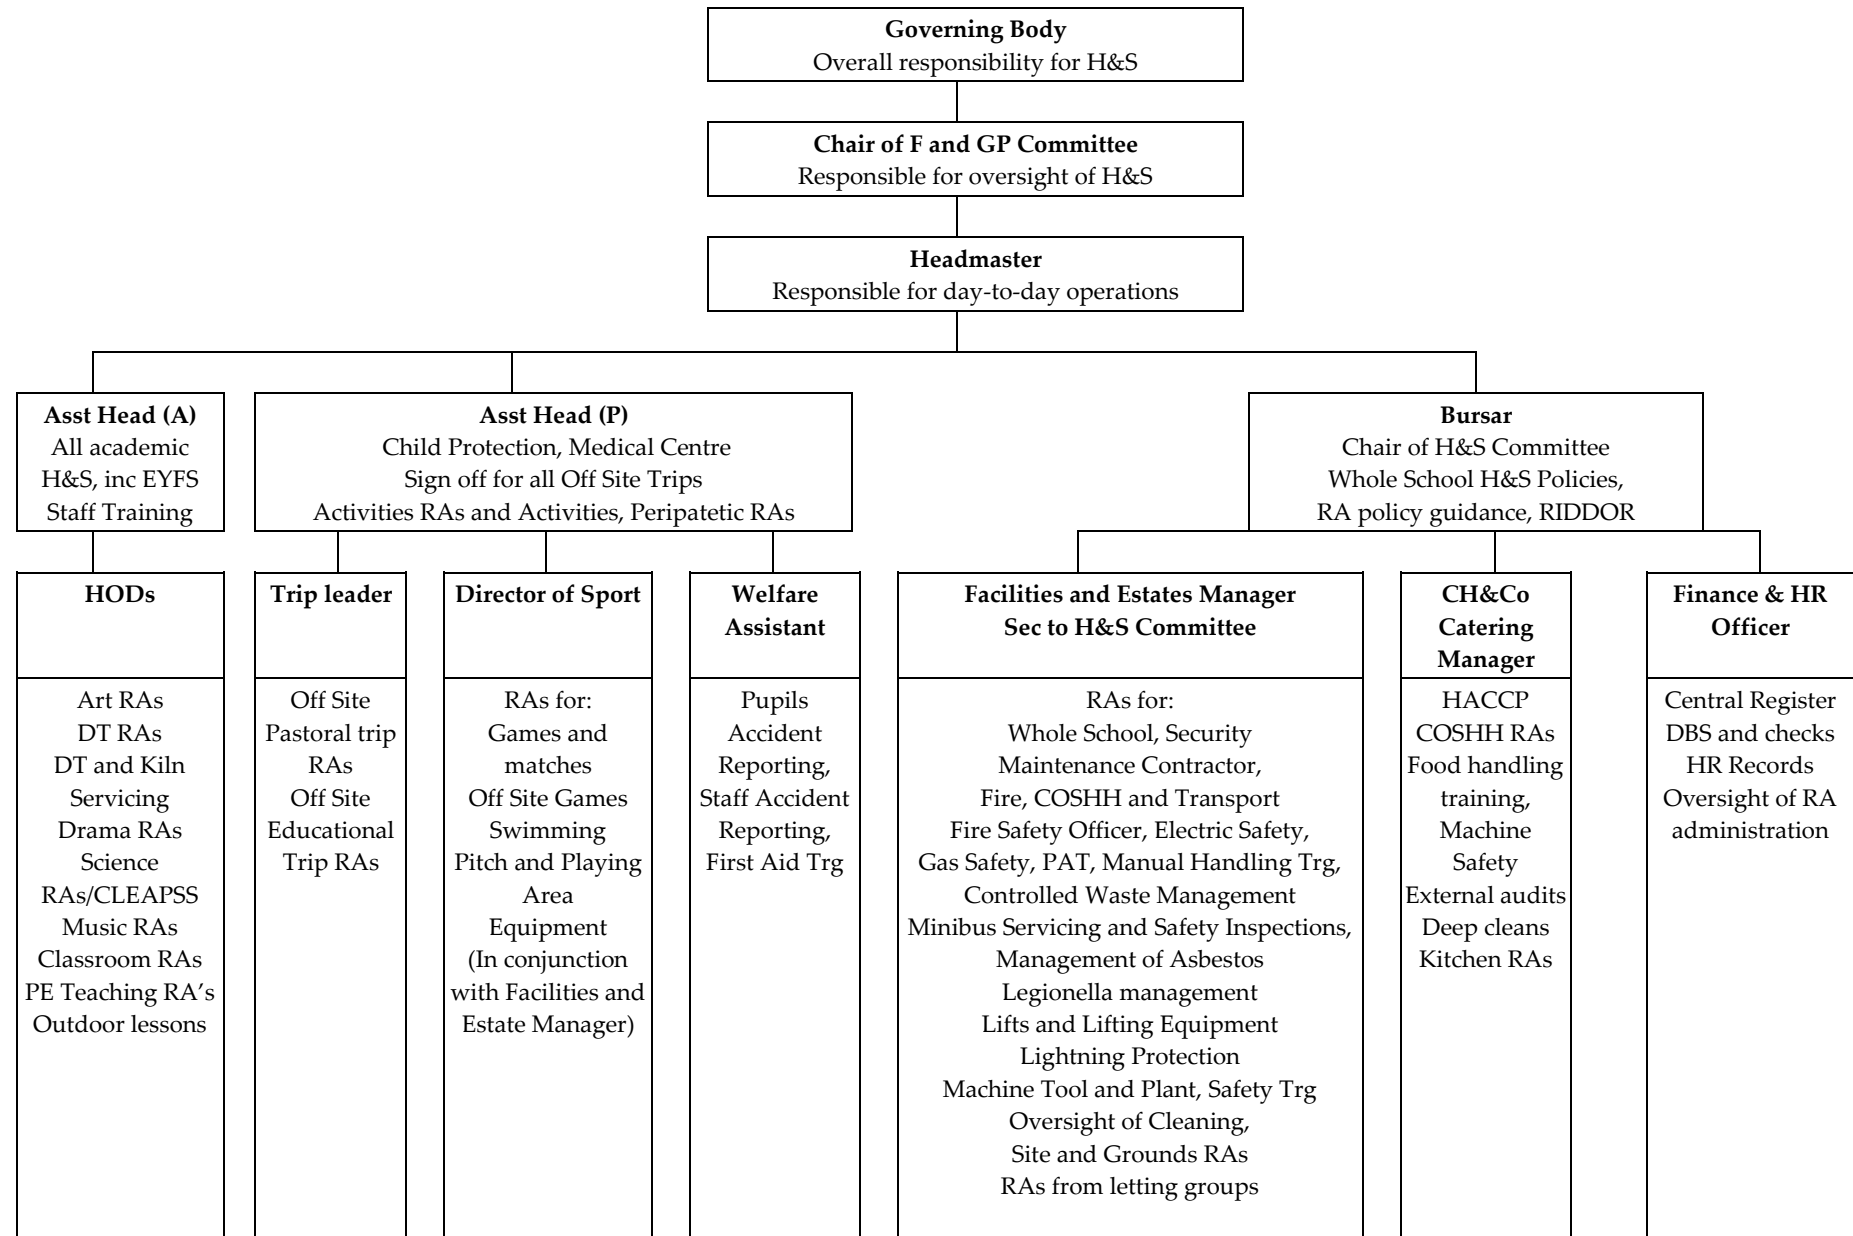 Governing Body
Overall responsibility for H&S
Chair of F and GP Committee
Responsible for oversight of H&S
Headmaster
Responsible for day-to-day operations
Asst Head (A)
All academic
H&S, inc EYFS
Staff Training
Asst Head (P)
Child Protection, Medical Centre
Sign off for all Off Site Trips
Activities RAs and Activities, Peripatetic RAs
Bursar
Chair of H&S Committee
Whole School H&S Policies,
RA policy guidance, RIDDOR
HODs
Art RAs
DT RAs
DT and Kiln
Servicing
Drama RAs
Science
RAs/CLEAPSS
Music RAs
Classroom RAs
PE Teaching RA’s
Outdoor lessons
Trip leader
Off Site
Pastoral trip
RAs
Off Site
Educational
Trip RAs
Director of Sport
RAs for:
Games and
matches
Off Site Games
Swimming
Pitch and Playing
Area
Equipment
(In conjunction
with Facilities and
Estate Manager)
Welfare
Assistant
Pupils
Accident
Reporting,
Staff Accident
Reporting,
First Aid Trg
Facilities and Estates Manager
Sec to H&S Committee
RAs for:
Whole School, Security
Maintenance Contractor,
Fire, COSHH and Transport
Fire Safety Officer, Electric Safety,
Gas Safety, PAT, Manual Handling Trg,
Controlled Waste Management
Minibus Servicing and Safety Inspections,
Management of Asbestos
Legionella management
Lifts and Lifting Equipment
Lightning Protection
Machine Tool and Plant, Safety Trg
Oversight of Cleaning,
Site and Grounds RAs
RAs from letting groups
CH&Co
Catering
Manager
HACCP
COSHH RAs
Food handling
training,
Machine
Safety
External audits
Deep cleans
Kitchen RAs
Finance & HR
Officer
Central Register
DBS and checks
HR Records
Oversight of RA
administration